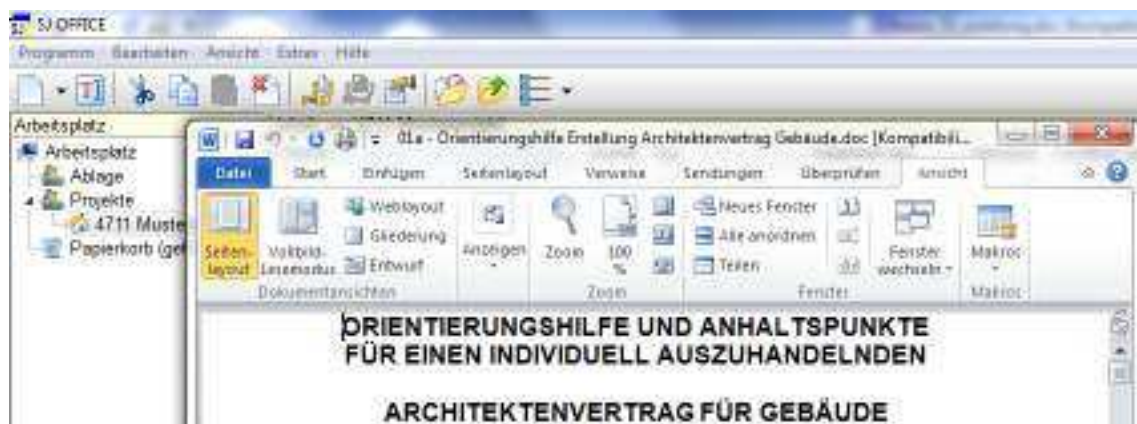 SJ OFFICE
Programm Bearbeiten Ansicht Extras Hilfe
Arbeitsplatz
Arbeitsplatz
Ablage
Projekte
4711 Muste
Papierkorb (gel
01a - Orientierungshilfe Erstellung Architektenvertrag Gebäude.doc [Kompatibili...
Datei Start Einfügen Seitenlayout Verweise Sendungen Überprüfen Ansicht
Seiten-layout
Vollbild-Lesemodus
Weblayout
Gliederung
Entwurf
Dokumentansichten
Anzeigen
Zoom
100 %
Zoom
Neues Fenster
Alle anordnen
Teilen
Fenster wechseln
Fenster
Makros
Makros
ORIENTIERUNGSHILFE UND ANHALTSPUNKTE
FÜR EINEN INDIVIDUELL AUSZUHANDELNDEN
ARCHITEKTENVERTRAG FÜR GEBÄUDE